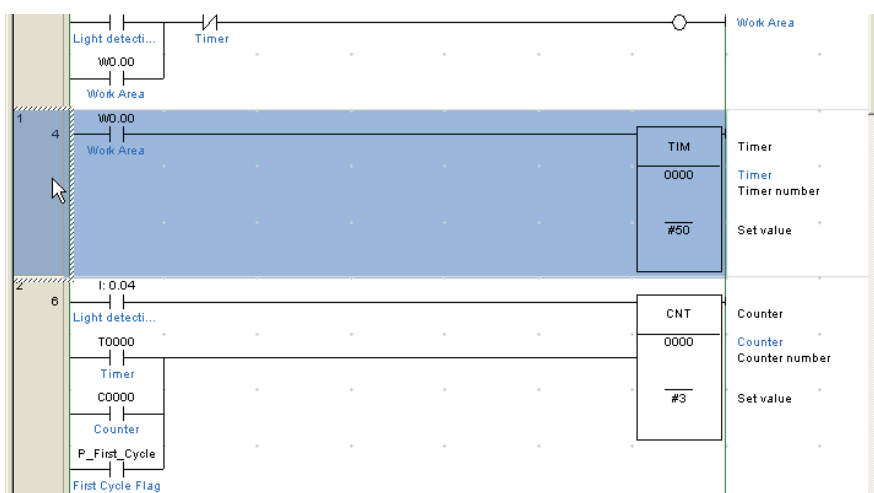 Light detecti...
Timer
Work Area
W0.00
Work Area
1
4
W0.00
Work Area
TIM
Timer
0000
Timer
Timer number
#50
Set value
2
6
I: 0.04
Light detecti...
CNT
Counter
T0000
Timer
0000
Counter
Counter number
C0000
Counter
#3
Set value
P_First_Cycle
First Cycle Flag